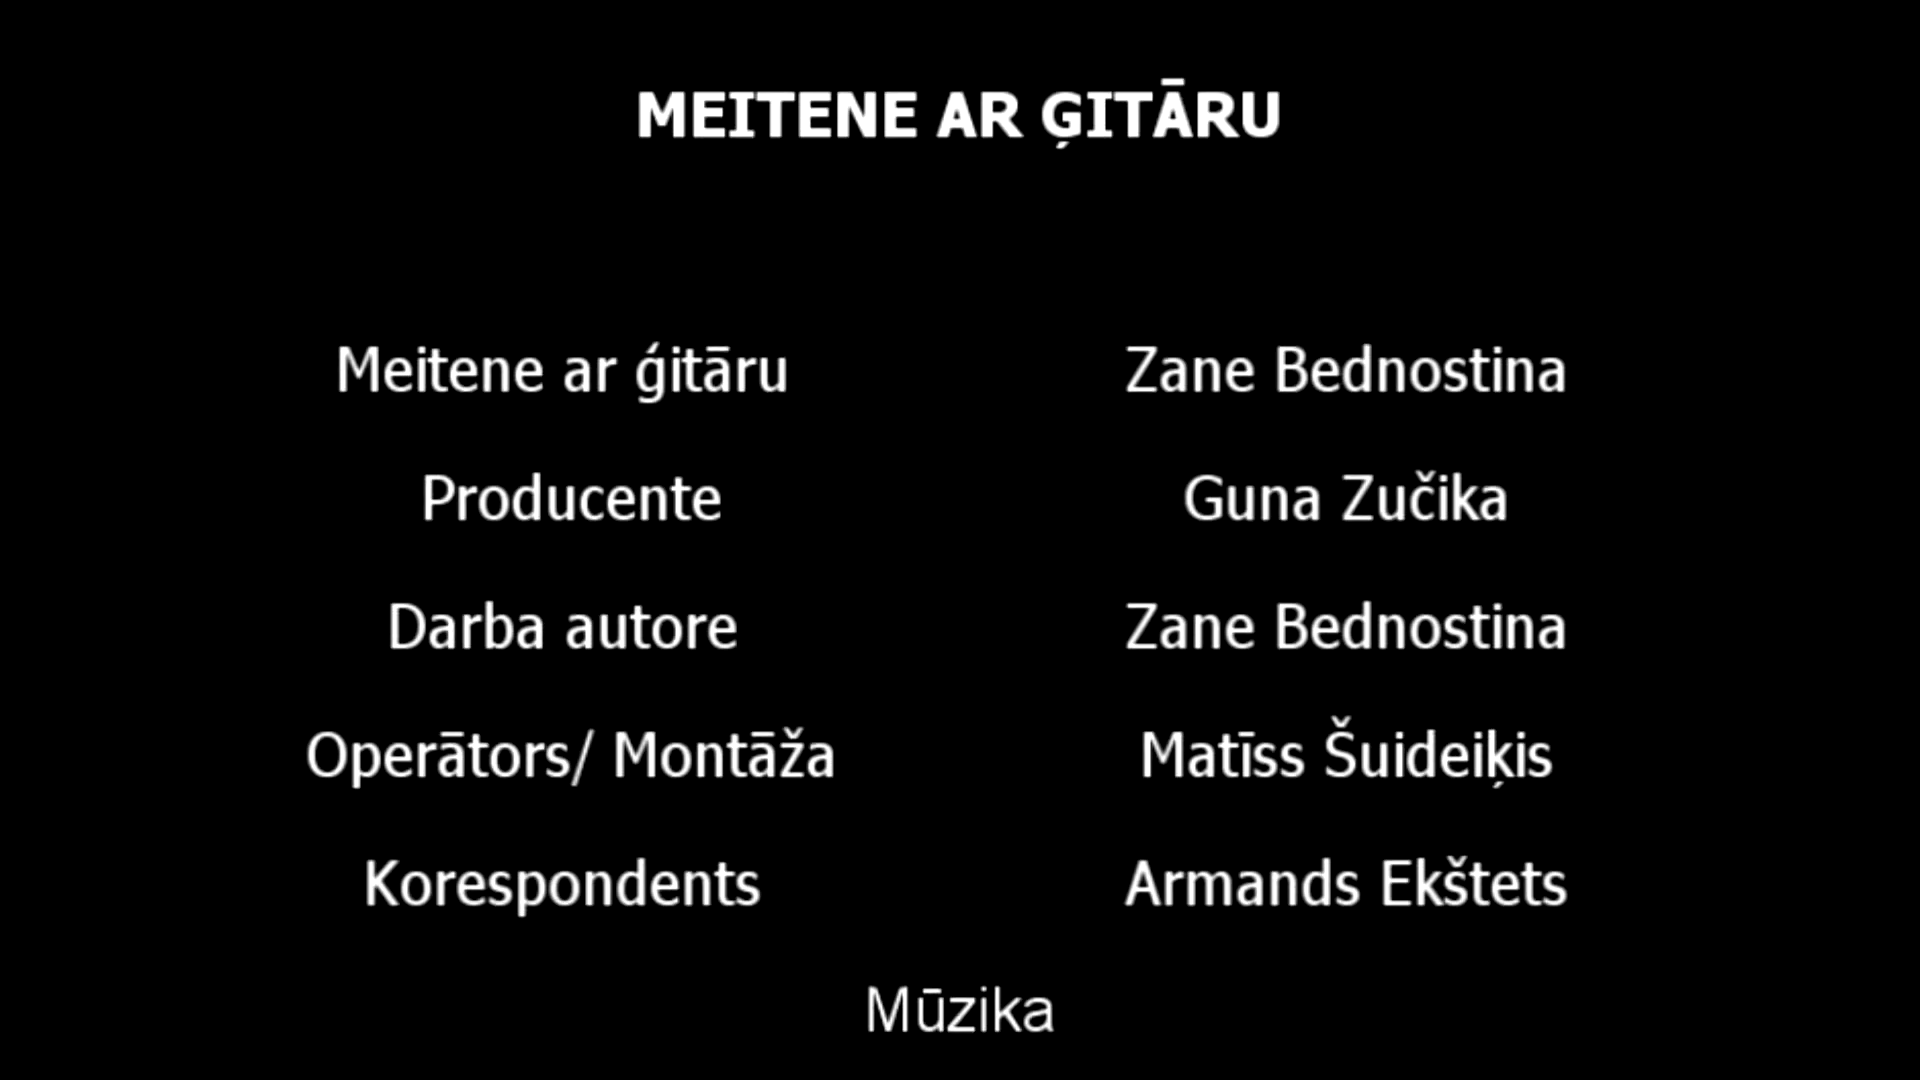 MEITENE AR ĢITĀRU
Meitene ar ģitāru Zane Bednostina
Producente Guna Zučika
Darba autore Zane Bednostina
Operātors/ Montāža Matīss Šuideiķis
Korespondents Armands Ekštets
Mūzika